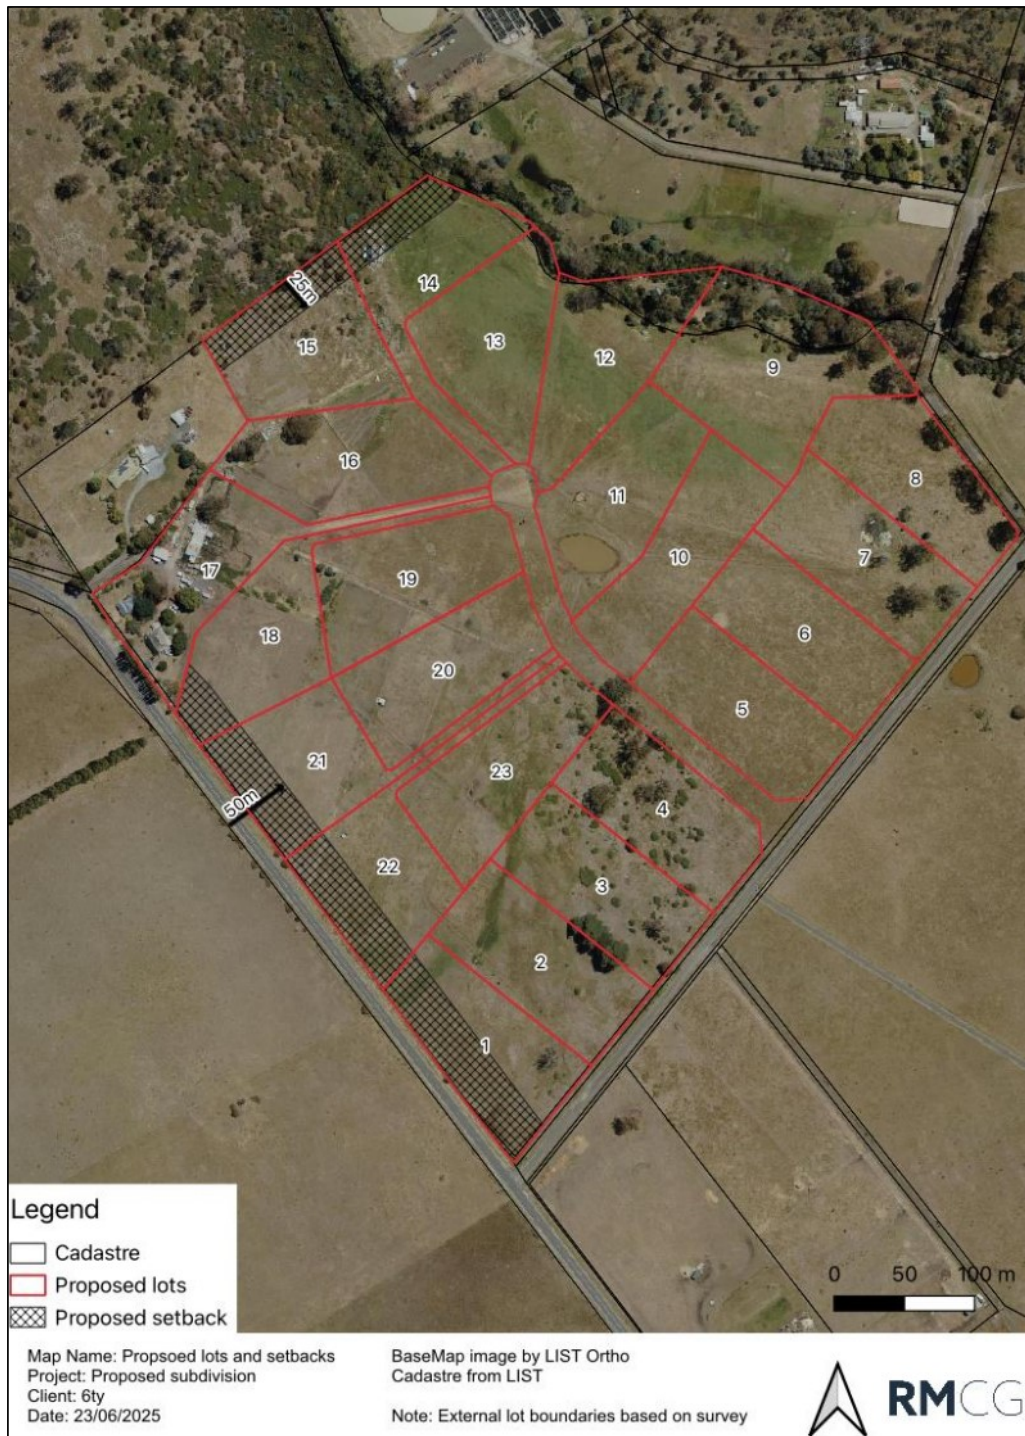 14
25m
13
15
12
9
16
8
11
7
10
17
19
6
18
20
5
21
23
50m
4
22
3
2
1
Legend
Cadastre
Proposed lots
Proposed setback
0 50 100 m
Map Name: Propsoed lots and setbacks
Project: Proposed subdivision
Client: 6ty
Date: 23/06/2025
BaseMap image by LIST Ortho
Cadastre from LIST
Note: External lot boundaries based on survey
RMCG